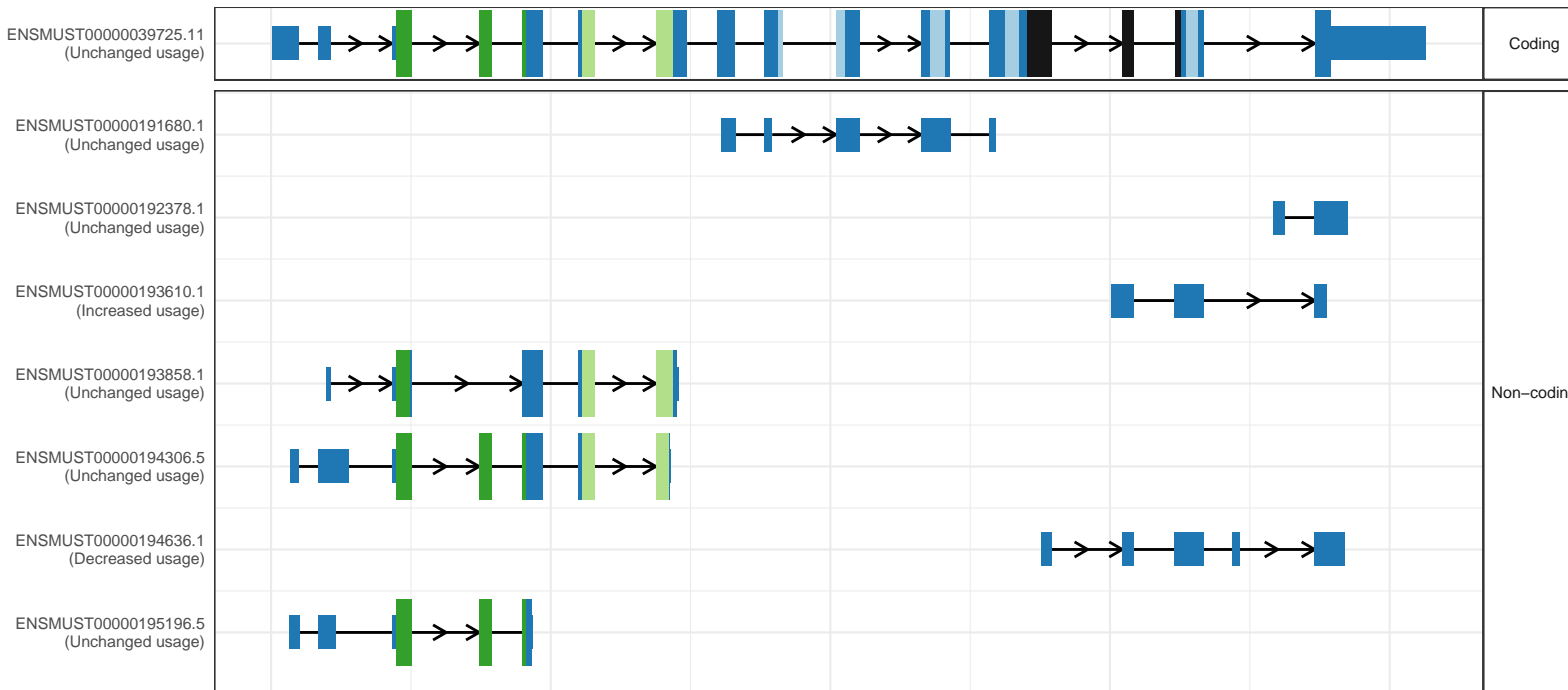 ENSMUST00000039725.11
(Unchanged usage)
Coding
ENSMUST00000191680.1
(Unchanged usage)
ENSMUST00000192378.1
(Unchanged usage)
ENSMUST00000193610.1
(Increased usage)
ENSMUST00000193858.1
(Unchanged usage)
Non−codin
ENSMUST00000194306.5
(Unchanged usage)
ENSMUST00000194636.1
(Decreased usage)
ENSMUST00000195196.5
(Unchanged usage)